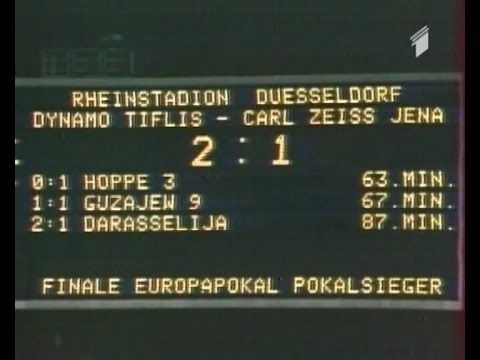 RHEINSTADION DUESSELDORF
DYNAMO TIFLIS - CARL ZEISS JENA
2 : 1
0:1 HOPPE 3 63.MIN.
1:1 GUZAJEW 9 67.MIN.
2:1 DARASSELIJA 87.MIN.
FINALE EUROPAPOKAL POKALSIEGER